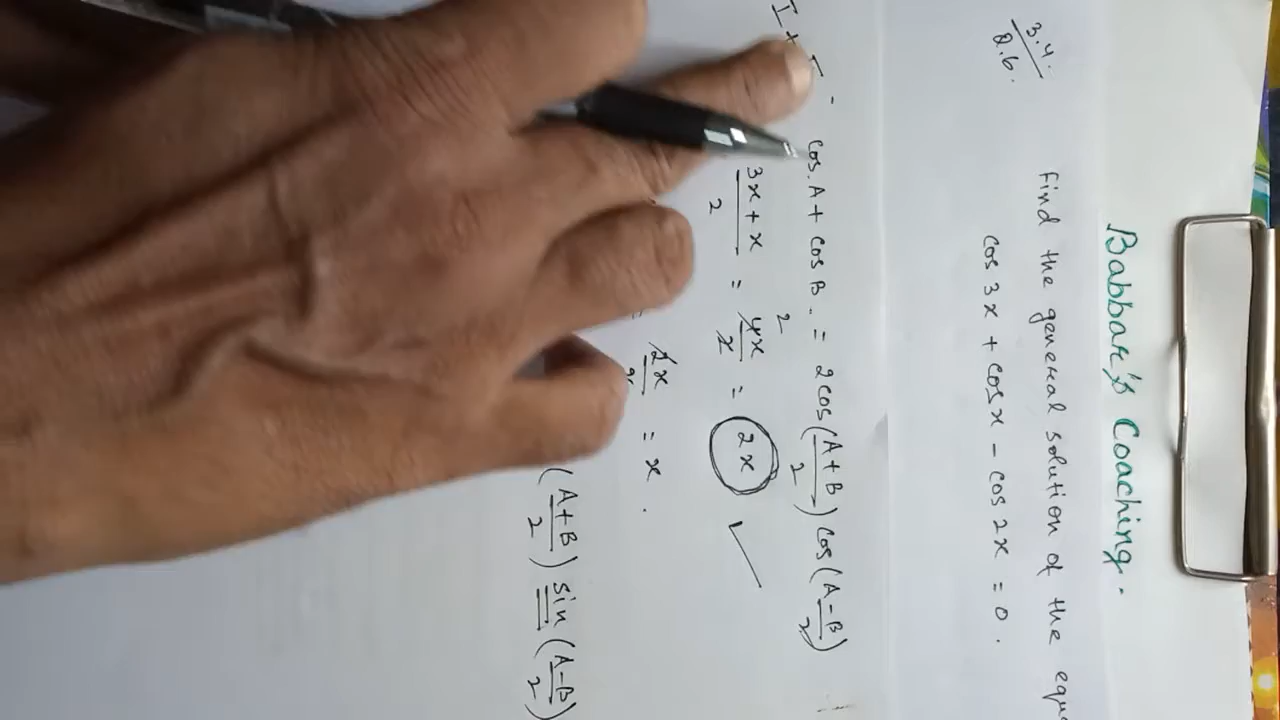 Babbar's Coaching.
3.4.
Q.6. Find the general solution of the equ
cos 3x + cos x - cos 2x = 0.
I + I - cos A + cos B. = 2 cos (A+B/2) cos (A-B/2)
3x+x/2 = 4x/2 = 2x ✓
2x/2 = x.
(A+B/2) sin (A-B/2)